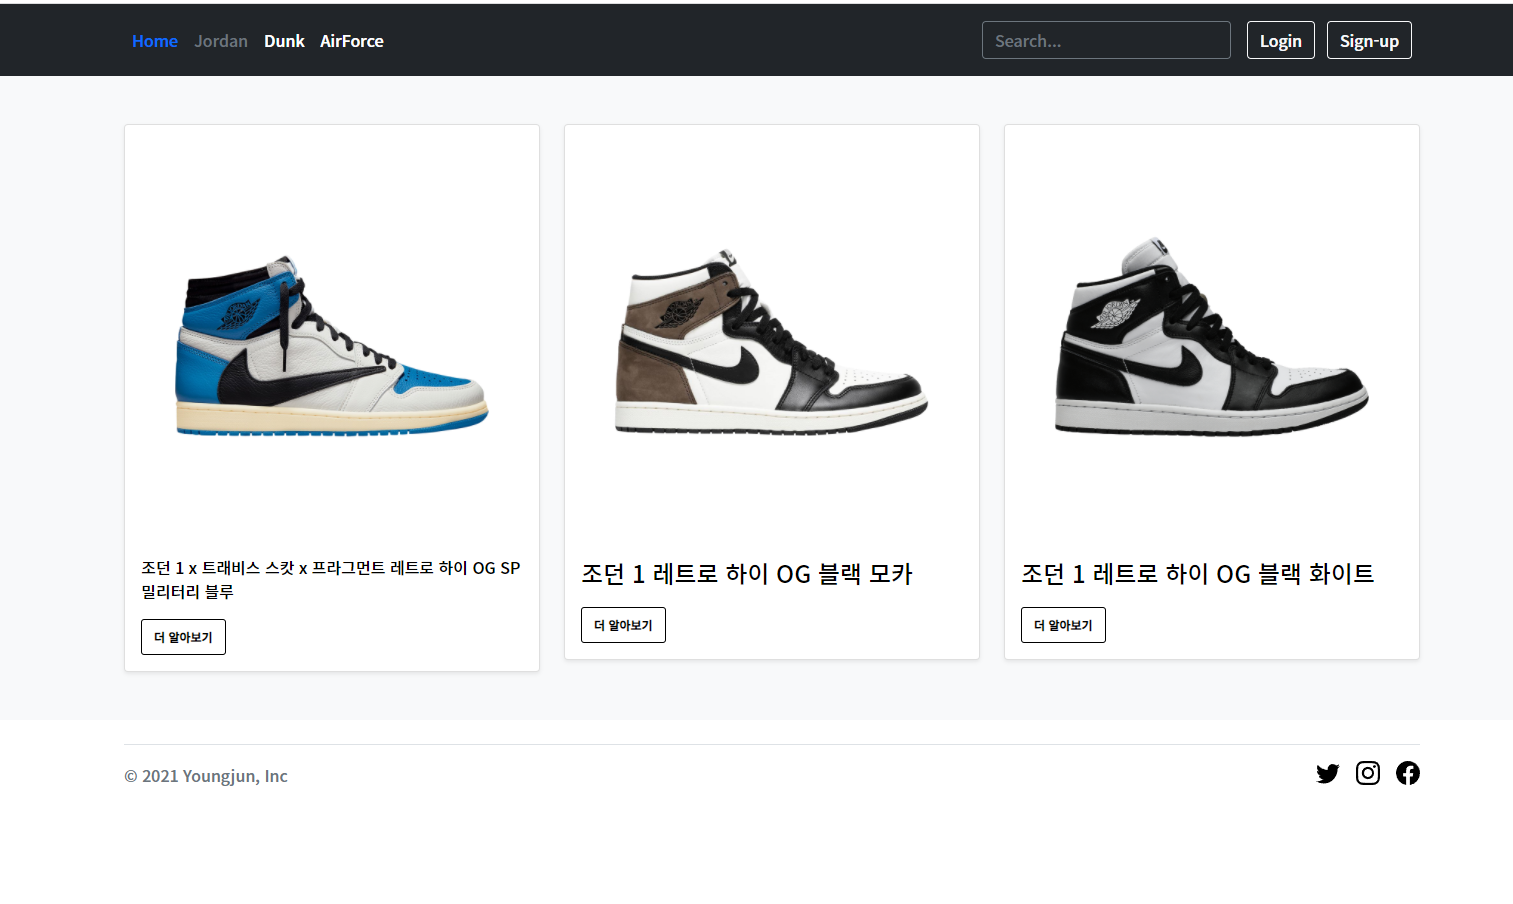 Home Jordan Dunk AirForce Search... Login Sign-up
조던 1 x 트래비스 스캇 x 프라그먼트 레트로 하이 OG SP
밀리터리 블루
더 알아보기
조던 1 레트로 하이 OG 블랙 모카
더 알아보기
조던 1 레트로 하이 OG 블랙 화이트
더 알아보기
© 2021 Youngjun, Inc